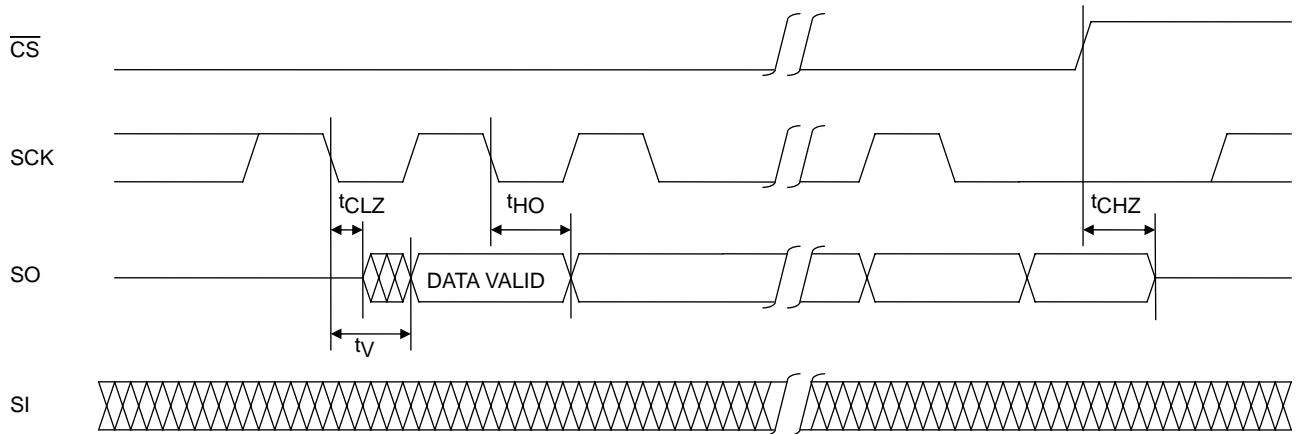 CS
SCK
tCLZ
tHO
tCHZ
SO
DATA VALID
tV
SI